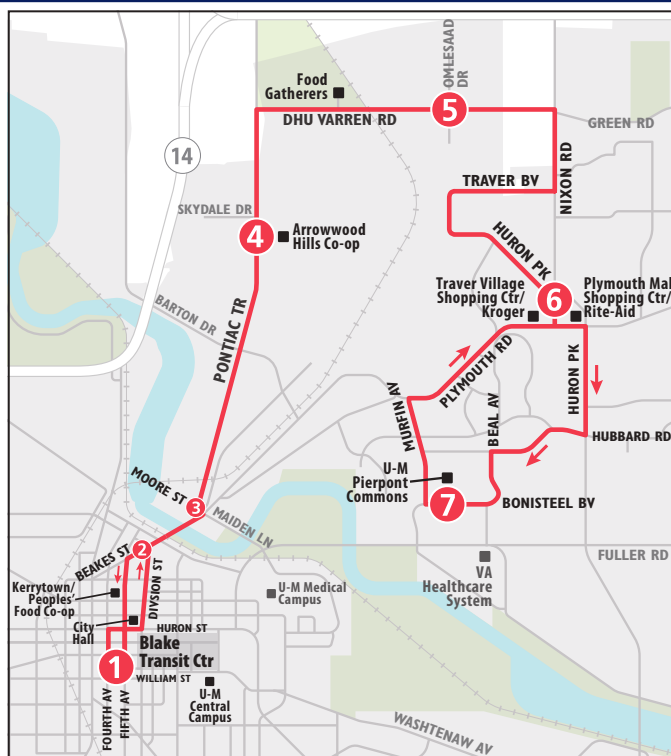 Food
Gatherers
OMLESAAD
DR
5
DHU VARREN RD
GREEN RD
14
NIXON RD
TRAVER BV
SKYDALE DR
4
Arrowwood
Hills Co-op
HURON PK
BARTON DR
PONTIAC TR
Traver Village
Shopping Ctr/
Kroger
6
Plymouth Mal
Shopping Ctr/
Rite-Aid
PLYMOUTH RD
MURFIN AV
BEAL AV
HURON PK
HUBBARD RD
U-M
Pierpont
Commons
7
BONISTEEL BV
MOORE ST
3
MAIDEN LN
BEAKES ST
2
DIVSION ST
FULLER RD
Kerrytown/
Peoples'
Food Co-op
VA
Healthcare
System
U-M Medical
Campus
City
Hall
HURON ST
Blake
Transit Ctr
1
WILLIAM ST
FOURTH AV
FIFTH AV
U-M
Central
Campus
WASHTENAW AV